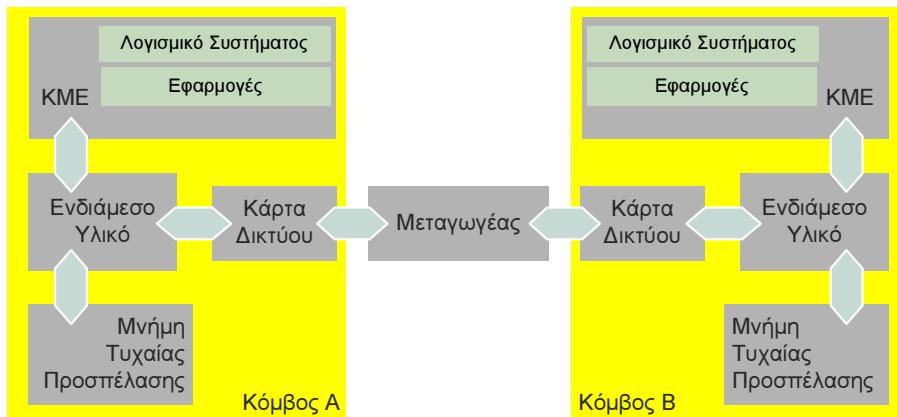 Λογισμικό Συστήματος
Εφαρμογές
ΚΜΕ
Ενδιάμεσο
Υλικό
Κάρτα
Δικτύου
Μνήμη
Τυχαίας
Προσπέλασης
Κόμβος Α
Μεταγωγέας
Λογισμικό Συστήματος
Εφαρμογές
ΚΜΕ
Κάρτα
Δικτύου
Ενδιάμεσο
Υλικό
Μνήμη
Τυχαίας
Προσπέλασης
Κόμβος Β